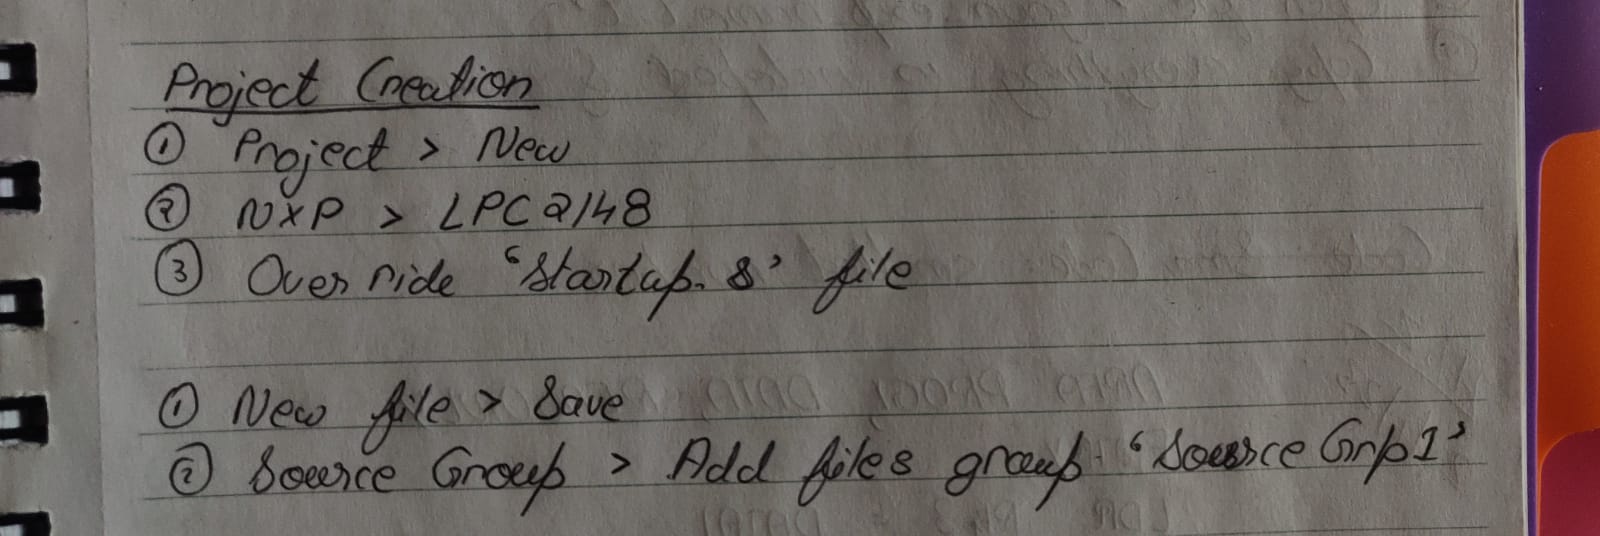 Project Creation
① Project > New
② NXP > LPC2148
③ Over ride 'Startup.s' file
① New file > Save
② Source Group > Add files group 'Source Grp1'